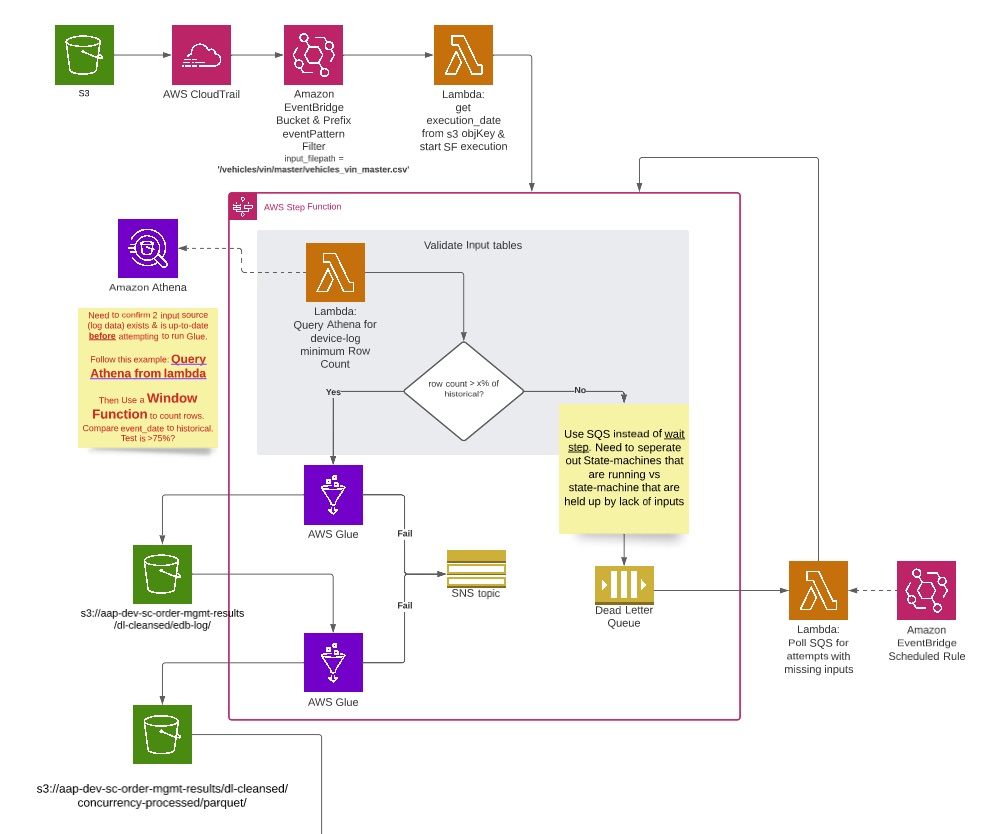 S3
AWS CloudTrail
Amazon
EventBridge
Bucket & Prefix
eventPattern
Filter
input_filepath =
'/vehicles/vin/master/vehicles_vin_master.csv'
Lambda:
get
execution_date
from s3 objKey &
start SF execution
AWS Step Function
Validate Input tables
Amazon Athena
Lambda:
Query Athena for
device-log
minimum Row
Count
Need to confirm 2 input source
(log data) exists & is up-to-date
before attempting to run Glue.
Follow this example: Query
Athena from lambda
Then Use a Window
Function to count rows.
Compare event_date to historical.
Test is >75%?
row count > x% of
historical?
Yes
No
Use SQS instead of wait
step. Need to seperate
out State-machines that
are running vs
state-machine that are
held up by lack of inputs
AWS Glue
Fail
SNS topic
Fail
Dead Letter
Queue
s3://aap-dev-sc-order-mgmt-results
/dl-cleansed/edb-log/
Lambda:
Poll SQS for
attempts with
missing inputs
Amazon
EventBridge
Scheduled Rule
AWS Glue
s3://aap-dev-sc-order-mgmt-results/dl-cleansed/
concurrency-processed/parquet/